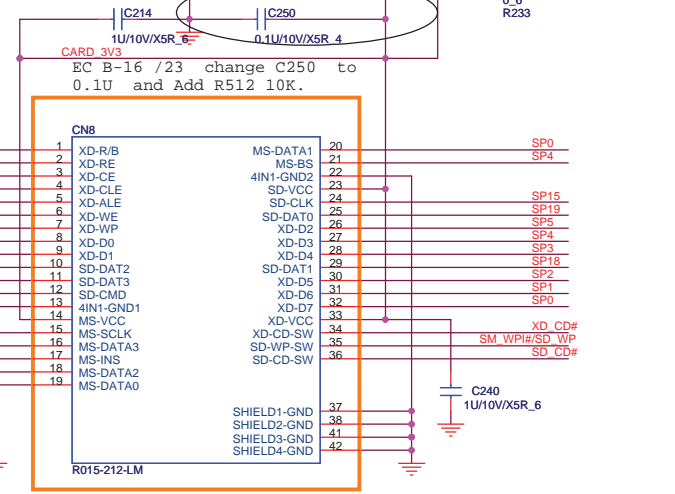 0_6
R233
C214
C250
1U/10V/X5R_6
0.1U/10V/X5R_4
CARD_3V3
EC B-16 /23 change C250 to
0.1U and Add R512 10K.
CN8
1 XD-R/B
2 XD-RE
3 XD-CE
4 XD-CLE
5 XD-ALE
6 XD-WE
7 XD-WP
8 XD-D0
9 XD-D1
10 SD-DAT2
11 SD-DAT3
12 SD-CMD
13 4IN1-GND1
14 MS-VCC
15 MS-SCLK
16 MS-DATA3
17 MS-INS
18 MS-DATA2
19 MS-DATA0
MS-DATA1 20 SP0
MS-BS 21 SP4
4IN1-GND2 22
SD-VCC 23
SD-CLK 24 SP15
SD-DAT0 25 SP19
XD-D2 26 SP5
XD-D3 27 SP4
XD-D4 28 SP3
SD-DAT1 29 SP18
XD-D5 30 SP2
XD-D6 31 SP1
XD-D7 32 SP0
XD-VCC 33
XD-CD-SW 34 XD_CD#
SD-WP-SW 35 SM_WPI#/SD_WP
SD-CD-SW 36 SD_CD#
SHIELD1-GND 37
SHIELD2-GND 38
SHIELD3-GND 41
SHIELD4-GND 42
C240
1U/10V/X5R_6
R015-212-LM